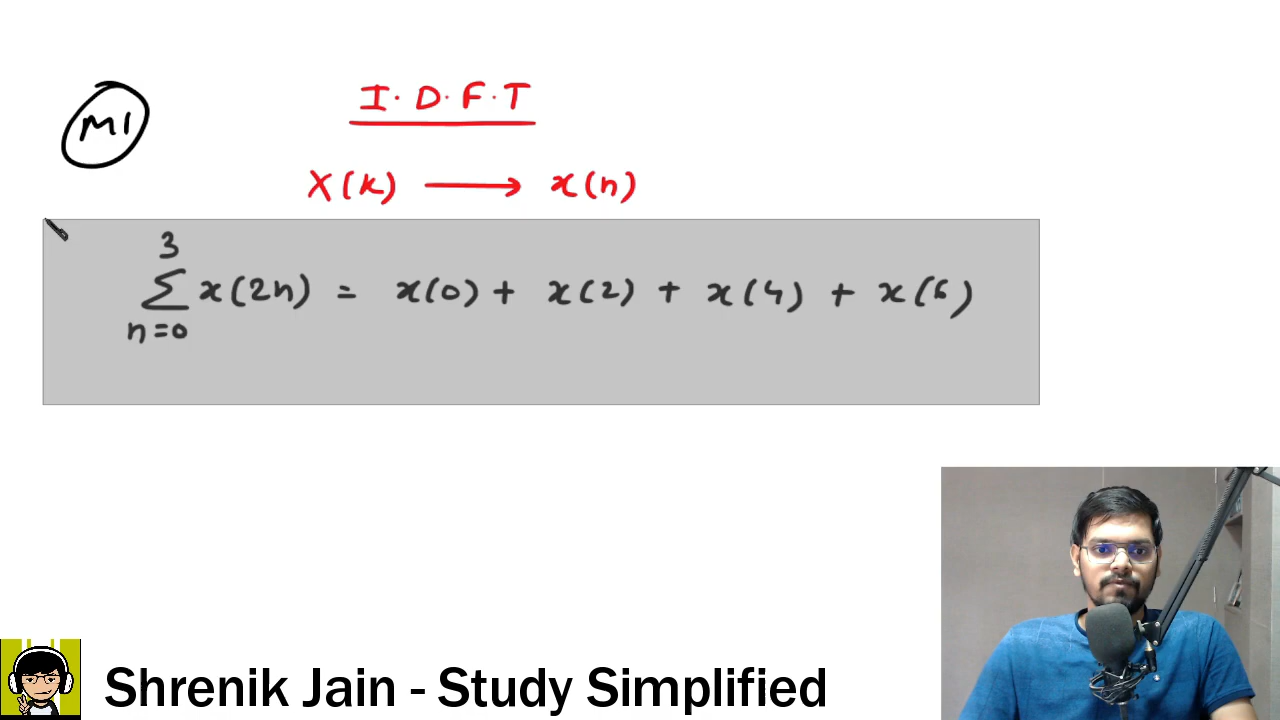 M1
I.D.F.T
X(k) ⟶ x(n)
3
∑ x(2n) = x(0) + x(2) + x(4) + x(6)
n=0
Shrenik Jain - Study Simplified